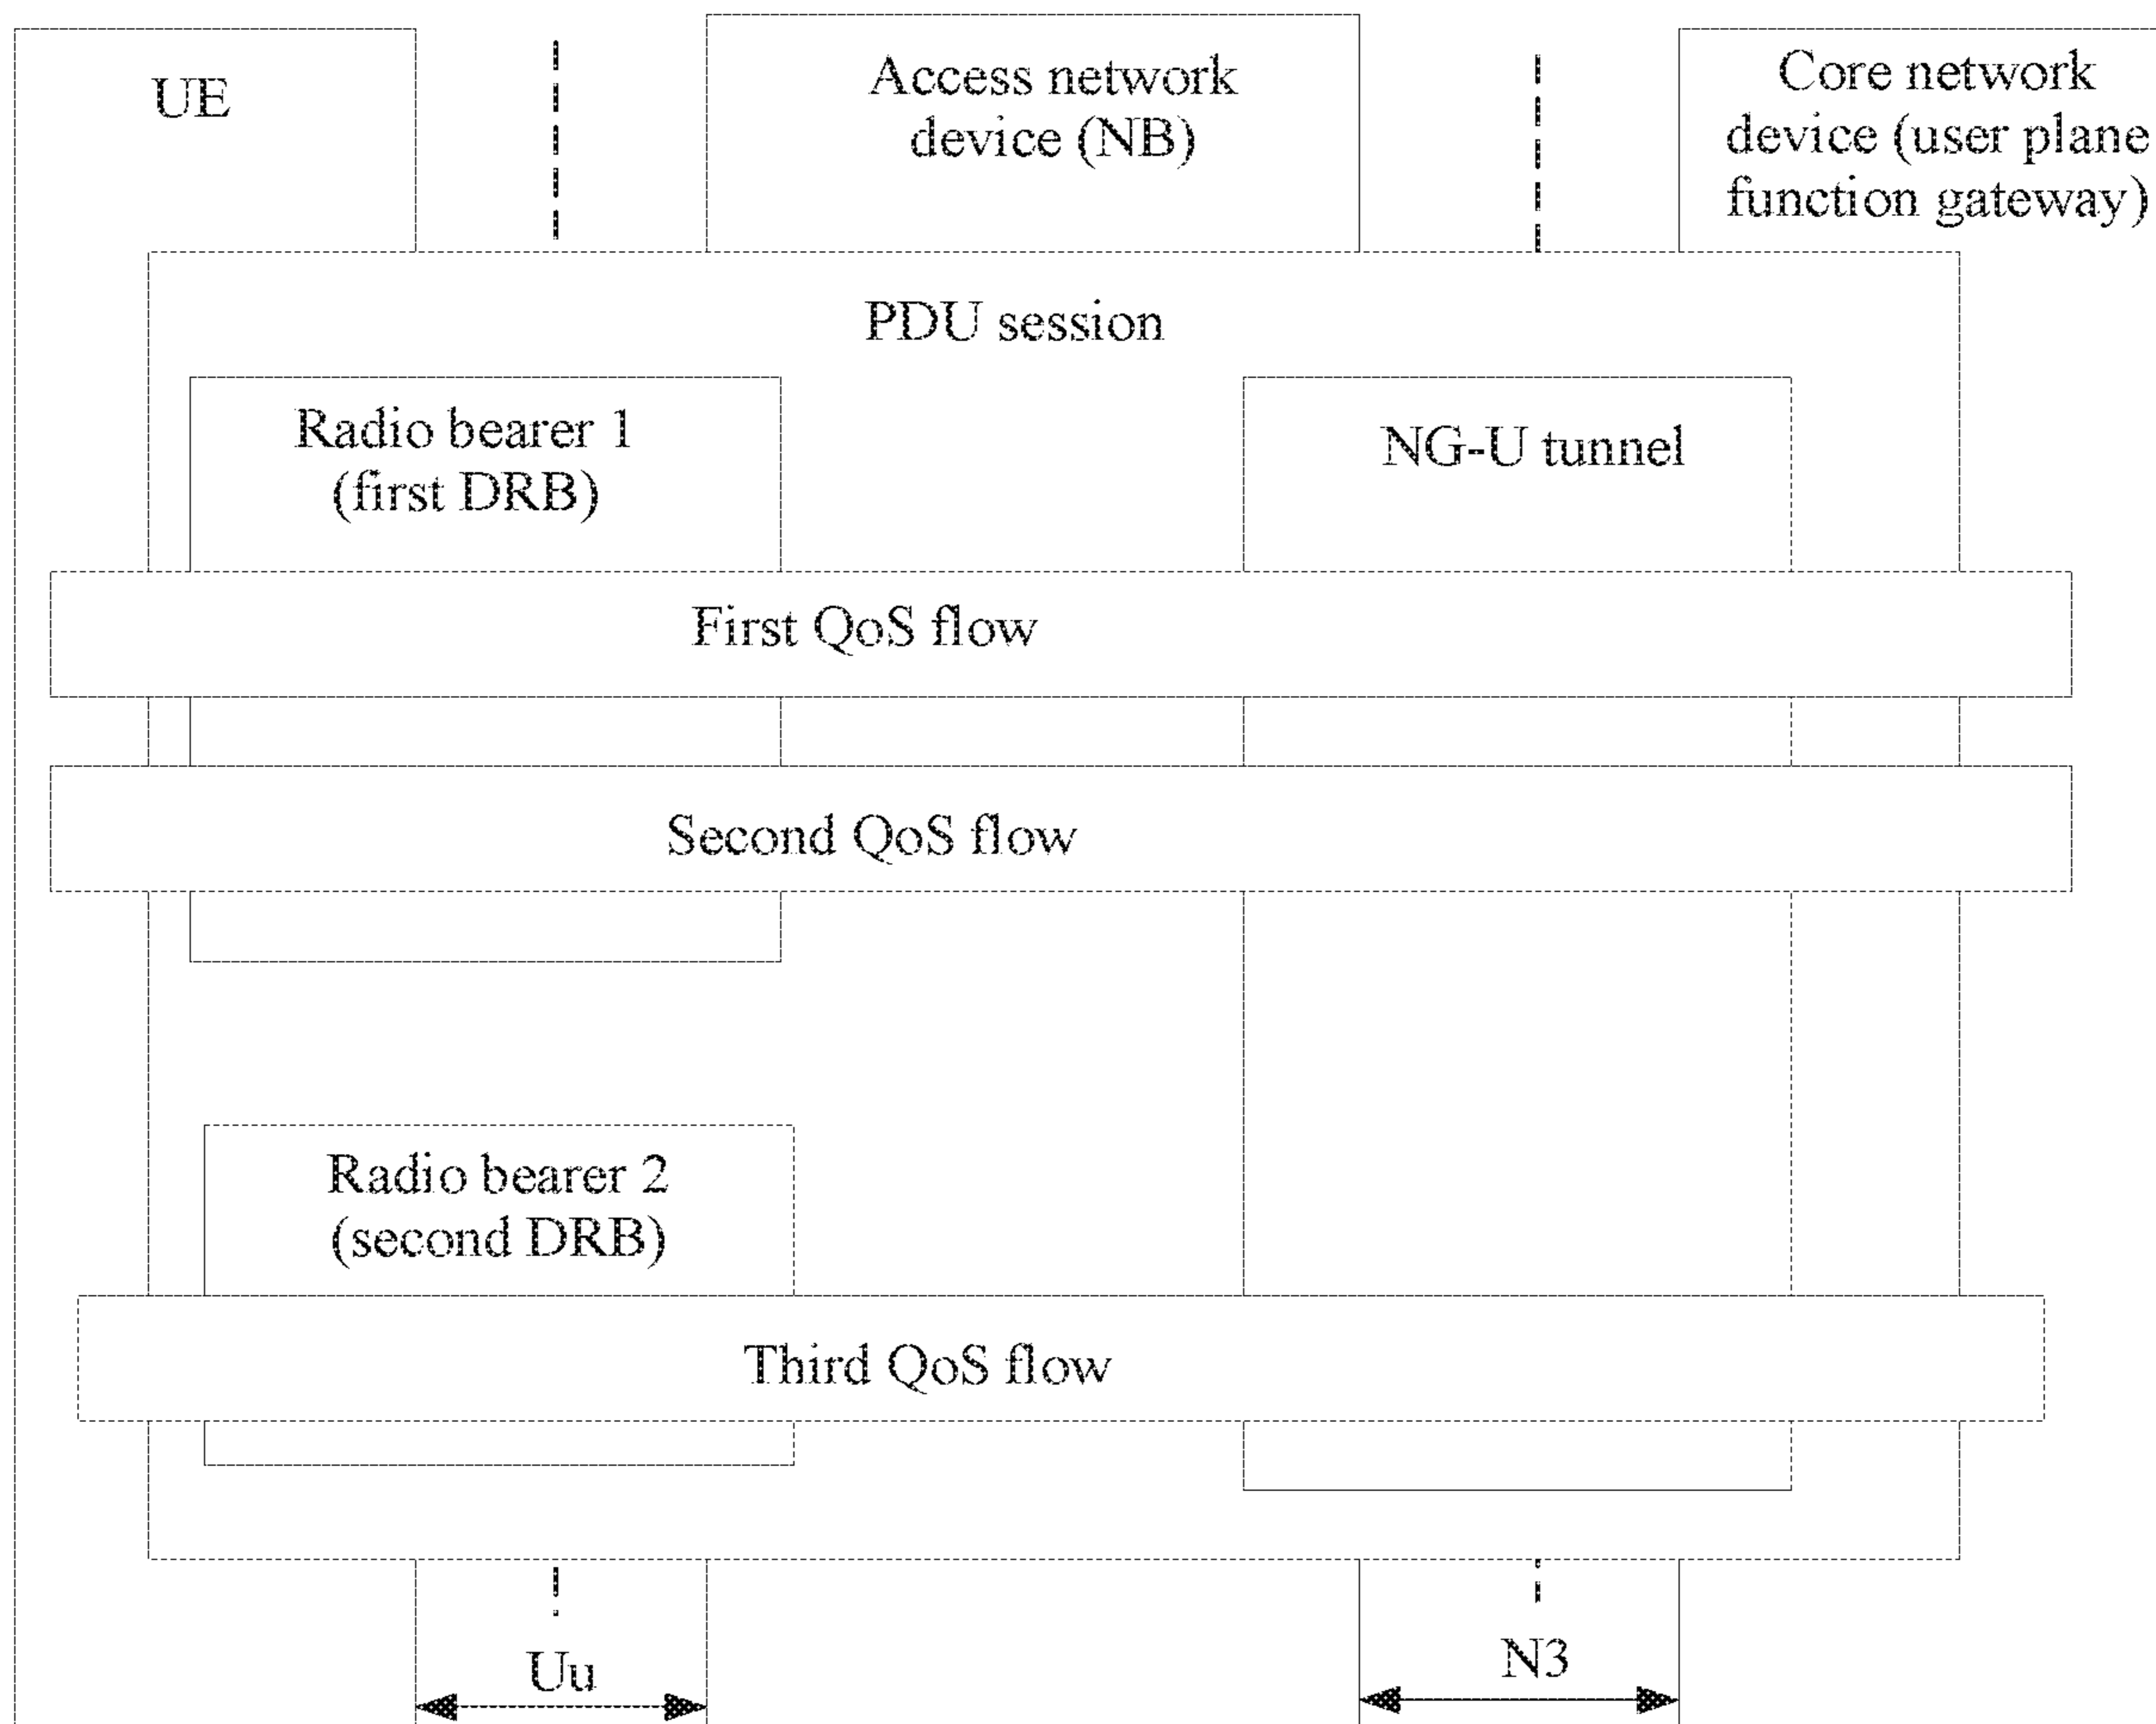 UE
Access network
device (NB)
Core network
device (user plane
function gateway)
PDU session
Radio bearer 1
(first DRB)
NG-U tunnel
First QoS flow
Second QoS flow
Radio bearer 2
(second DRB)
Third QoS flow
Uu
N3